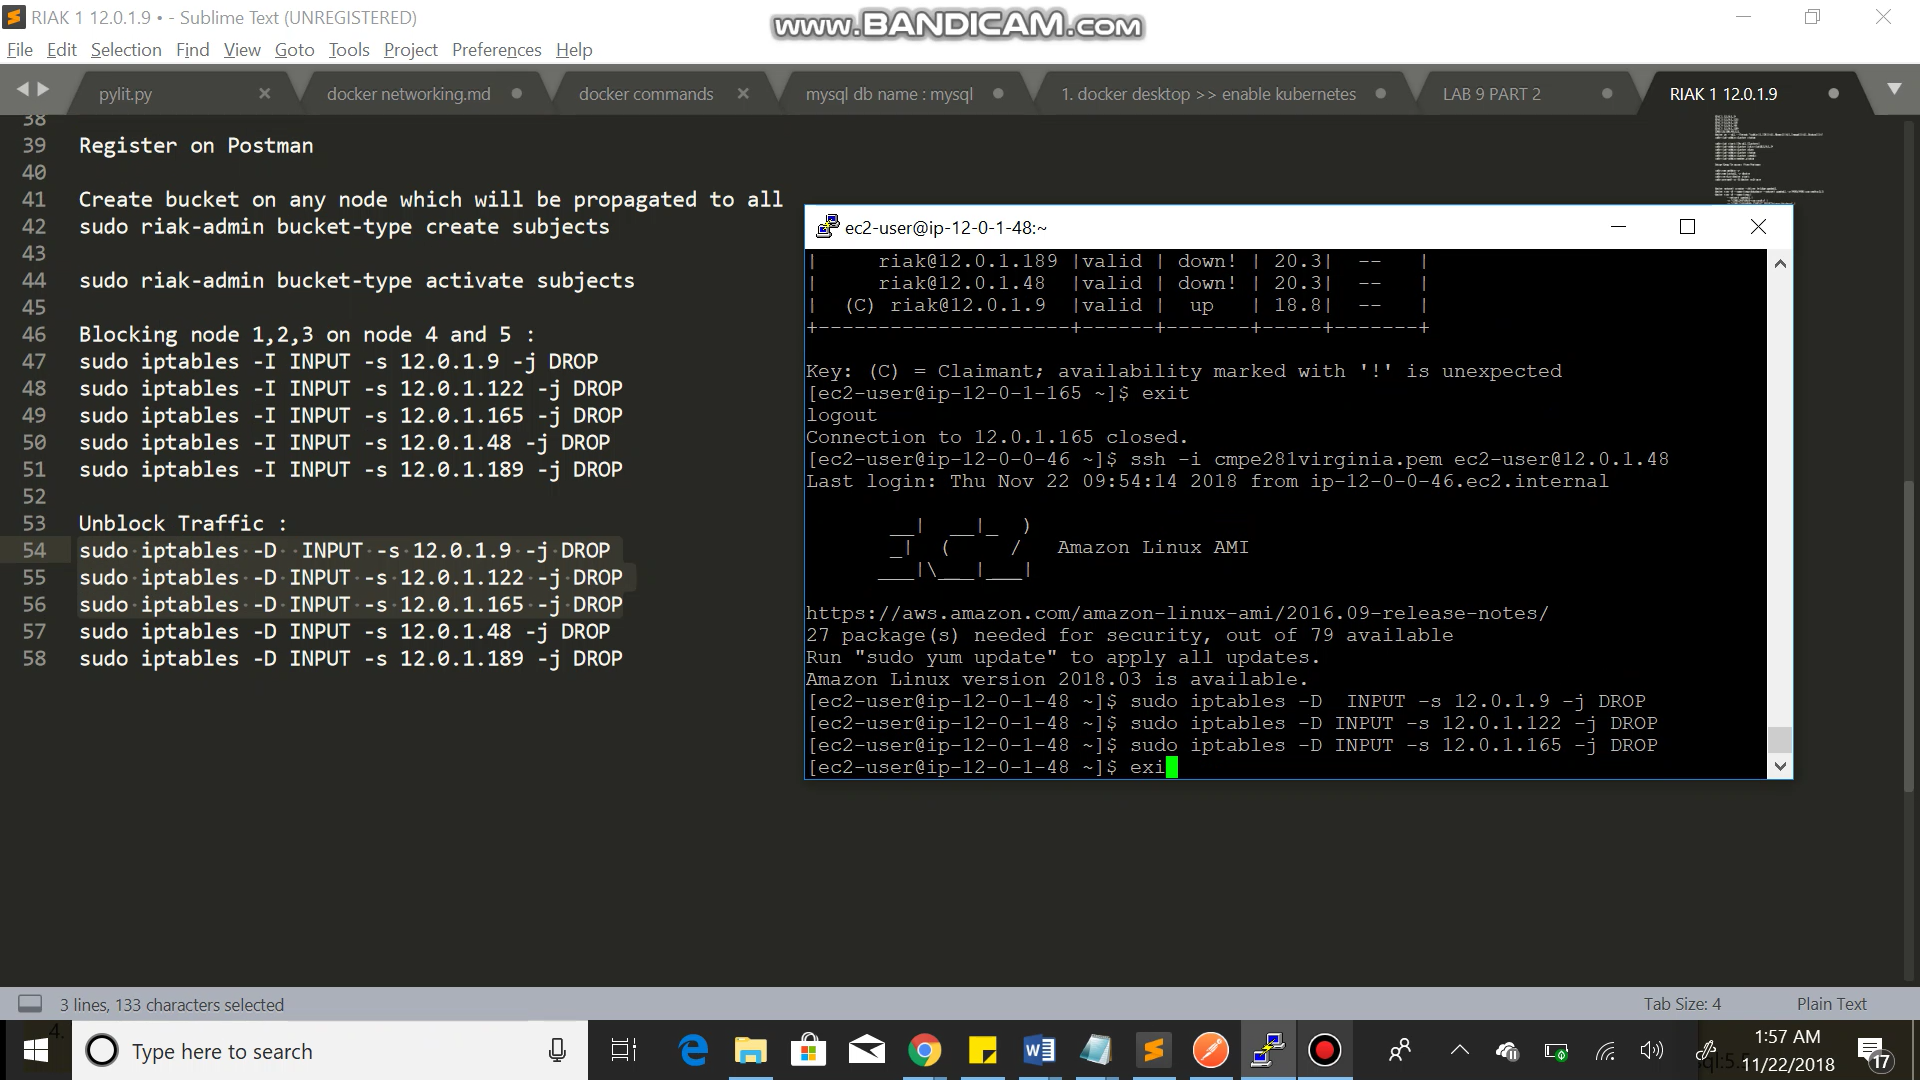 RIAK 1 12.0.1.9 • - Sublime Text (UNREGISTERED)
www.BANDICAM.com
File Edit Selection Find View Goto Tools Project Preferences Help
pylit.py
docker networking.md
docker commands
mysql db name : mysql
1. docker desktop >> enable kubernetes
LAB 9 PART 2
RIAK 1 12.0.1.9
38
39 Register on Postman
40
41 Create bucket on any node which will be propagated to all
42 sudo riak-admin bucket-type create subjects
43
44 sudo riak-admin bucket-type activate subjects
45
46 Blocking node 1,2,3 on node 4 and 5 :
47 sudo iptables -I INPUT -s 12.0.1.9 -j DROP
48 sudo iptables -I INPUT -s 12.0.1.122 -j DROP
49 sudo iptables -I INPUT -s 12.0.1.165 -j DROP
50 sudo iptables -I INPUT -s 12.0.1.48 -j DROP
51 sudo iptables -I INPUT -s 12.0.1.189 -j DROP
52
53 Unblock Traffic :
54 sudo iptables -D  INPUT -s 12.0.1.9 -j DROP
55 sudo iptables -D INPUT -s 12.0.1.122 -j DROP
56 sudo iptables -D INPUT -s 12.0.1.165 -j DROP
57 sudo iptables -D INPUT -s 12.0.1.48 -j DROP
58 sudo iptables -D INPUT -s 12.0.1.189 -j DROP
ec2-user@ip-12-0-1-48:~
|     riak@12.0.1.189 |valid | down! | 20.3|  --   |
|     riak@12.0.1.48  |valid | down! | 20.3|  --   |
|  (C) riak@12.0.1.9  |valid |  up   | 18.8|  --   |
+----------------------+------+-------+-----+-------+
Key: (C) = Claimant; availability marked with '!' is unexpected
[ec2-user@ip-12-0-1-165 ~]$ exit
logout
Connection to 12.0.1.165 closed.
[ec2-user@ip-12-0-0-46 ~]$ ssh -i cmpe281virginia.pem ec2-user@12.0.1.48
Last login: Thu Nov 22 09:54:14 2018 from ip-12-0-0-46.ec2.internal
__|  __|_  )
_|  (     /   Amazon Linux AMI
___|\___|___|
https://aws.amazon.com/amazon-linux-ami/2016.09-release-notes/
27 package(s) needed for security, out of 79 available
Run "sudo yum update" to apply all updates.
Amazon Linux version 2018.03 is available.
[ec2-user@ip-12-0-1-48 ~]$ sudo iptables -D  INPUT -s 12.0.1.9 -j DROP
[ec2-user@ip-12-0-1-48 ~]$ sudo iptables -D INPUT -s 12.0.1.122 -j DROP
[ec2-user@ip-12-0-1-48 ~]$ sudo iptables -D INPUT -s 12.0.1.165 -j DROP
[ec2-user@ip-12-0-1-48 ~]$ exi
3 lines, 133 characters selected
Tab Size: 4
Plain Text
Type here to search
1:57 AM
11/22/2018
17